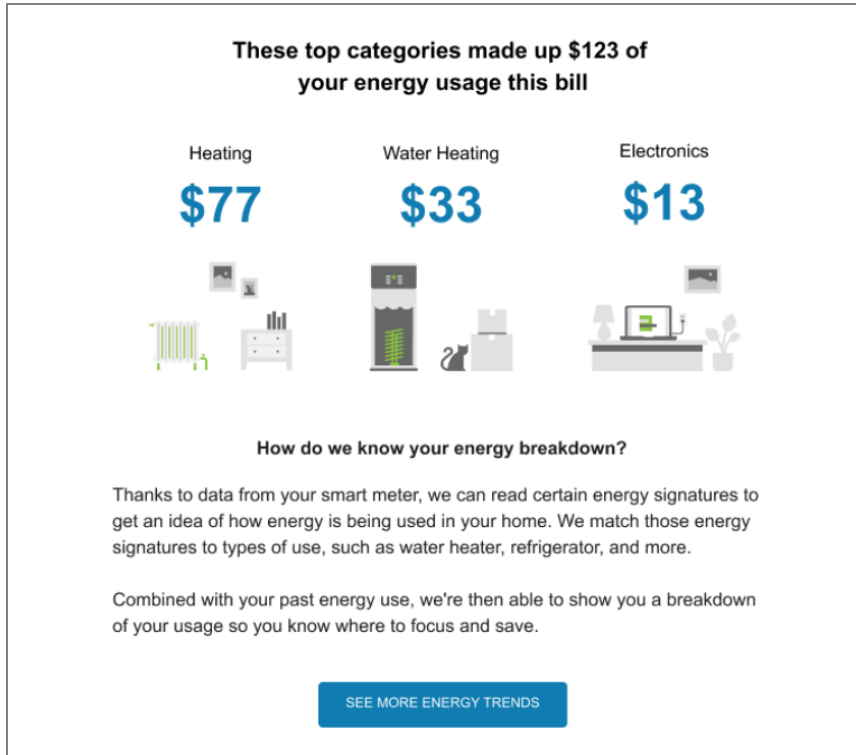 These top categories made up $123 of
your energy usage this bill
Heating
$77
Water Heating
$33
Electronics
$13
How do we know your energy breakdown?
Thanks to data from your smart meter, we can read certain energy signatures to
get an idea of how energy is being used in your home. We match those energy
signatures to types of use, such as water heater, refrigerator, and more.
Combined with your past energy use, we're then able to show you a breakdown
of your usage so you know where to focus and save.
SEE MORE ENERGY TRENDS